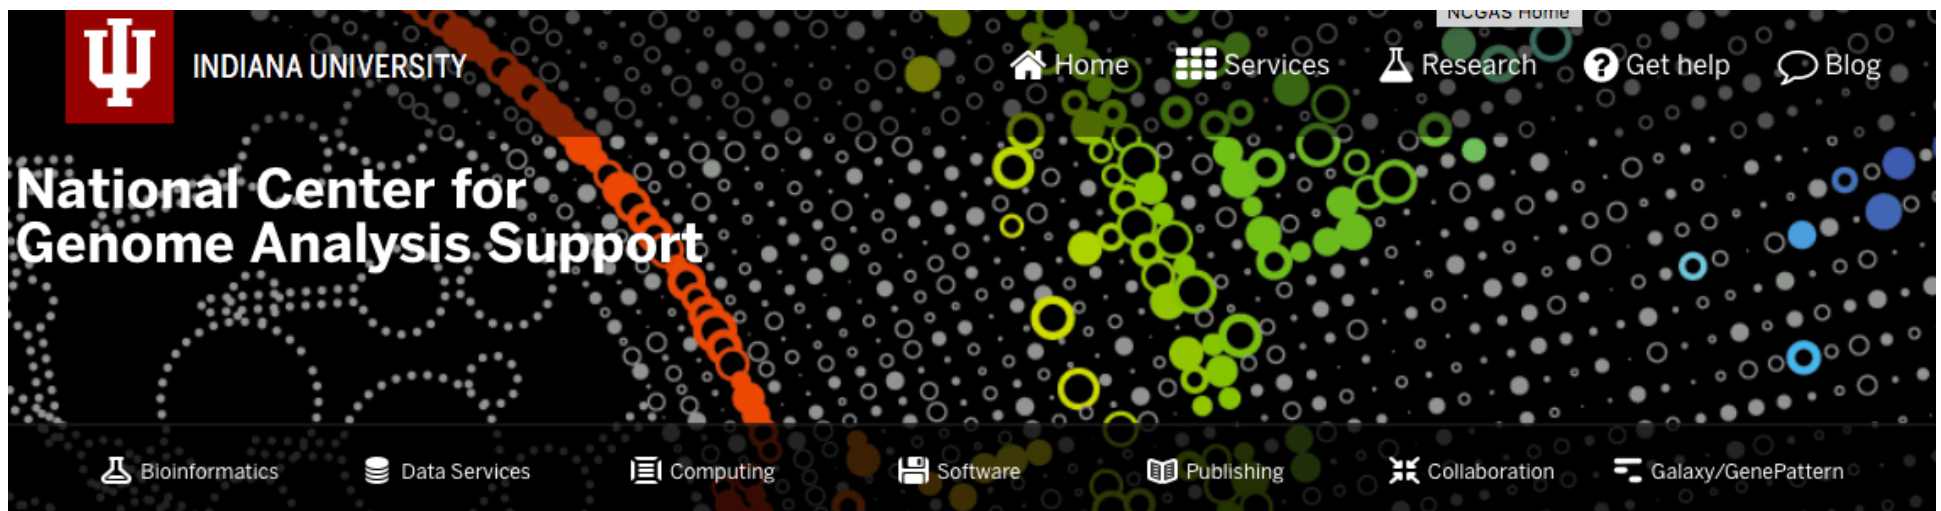 NCGAS Home
INDIANA UNIVERSITY
Home Services Research Get help Blog
National Center for
Genome Analysis Support
Bioinformatics Data Services Computing Software Publishing Collaboration Galaxy/GenePattern